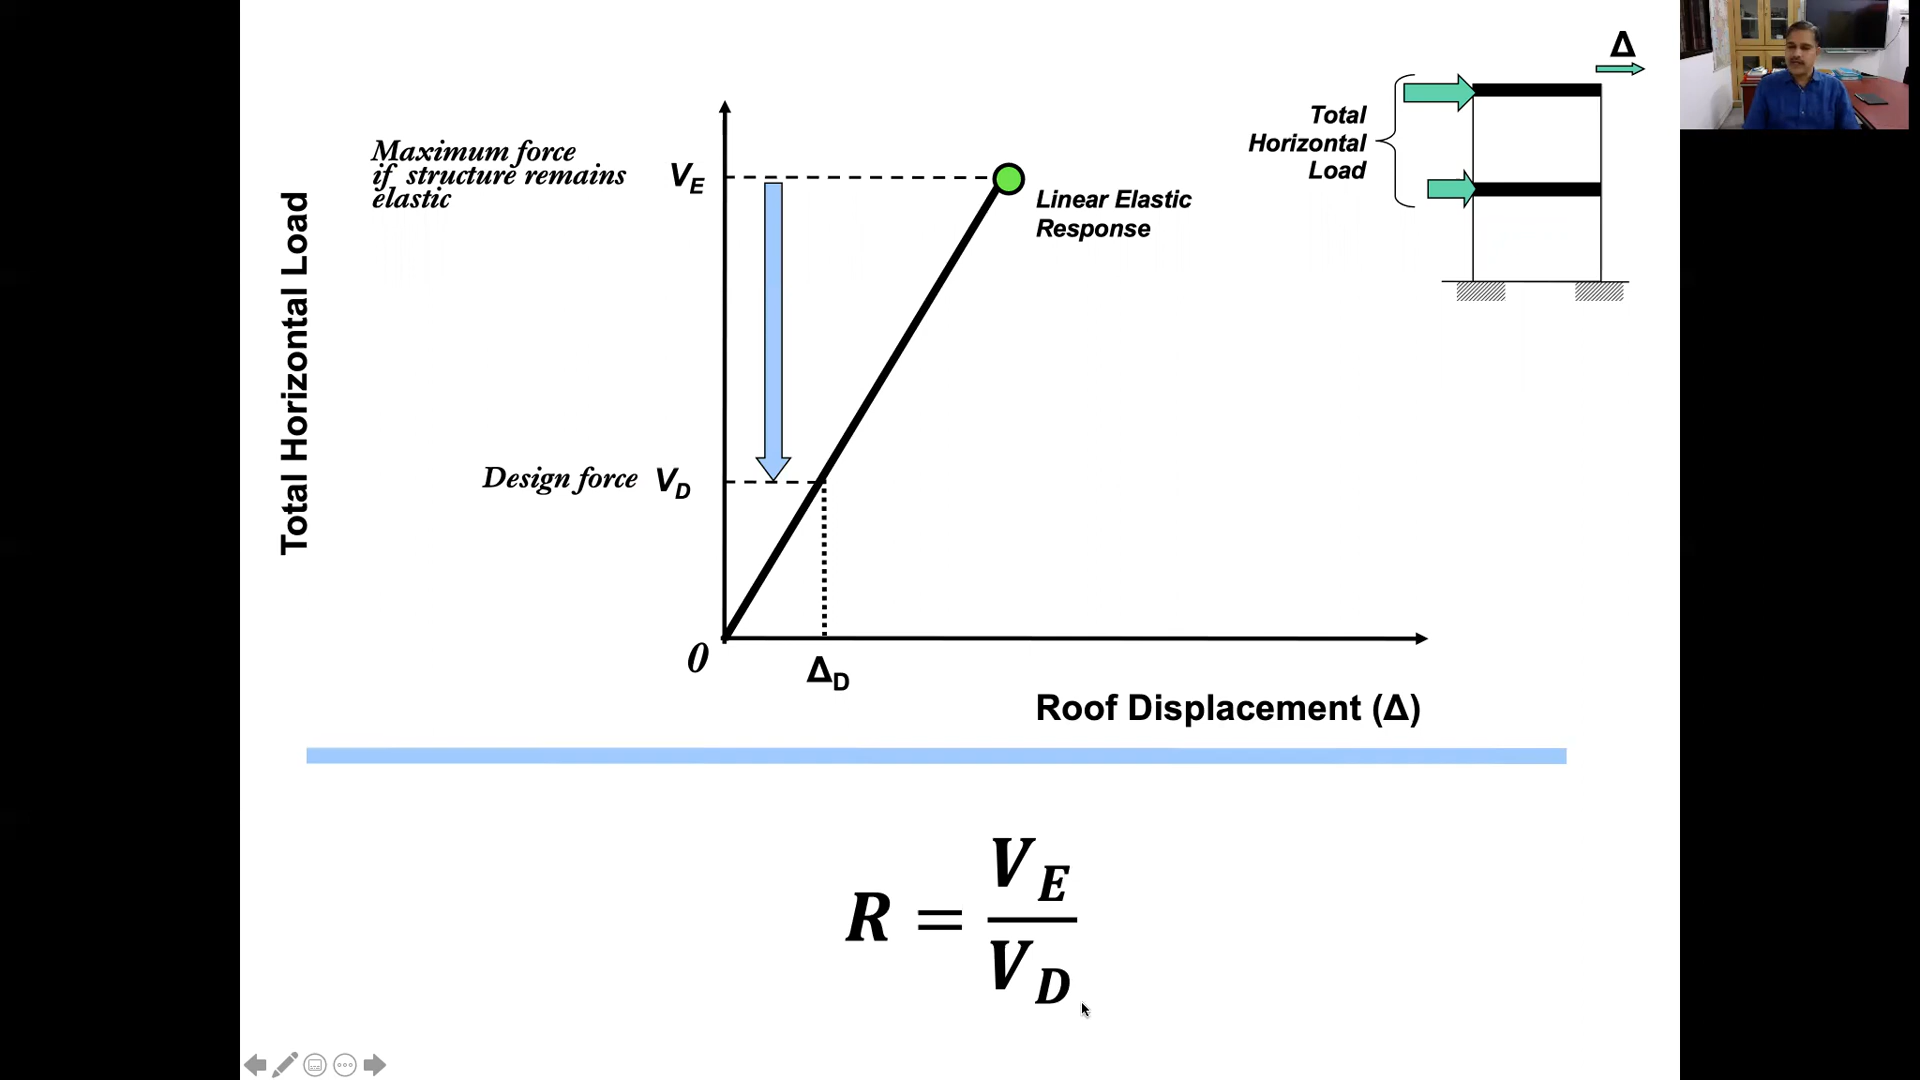 Δ
Total
Horizontal
Load
Maximum force
if structure remains
elastic
V_E
Linear Elastic
Response
Total Horizontal Load
Design force V_D
0
Δ_D
Roof Displacement (Δ)
R = V_E / V_D